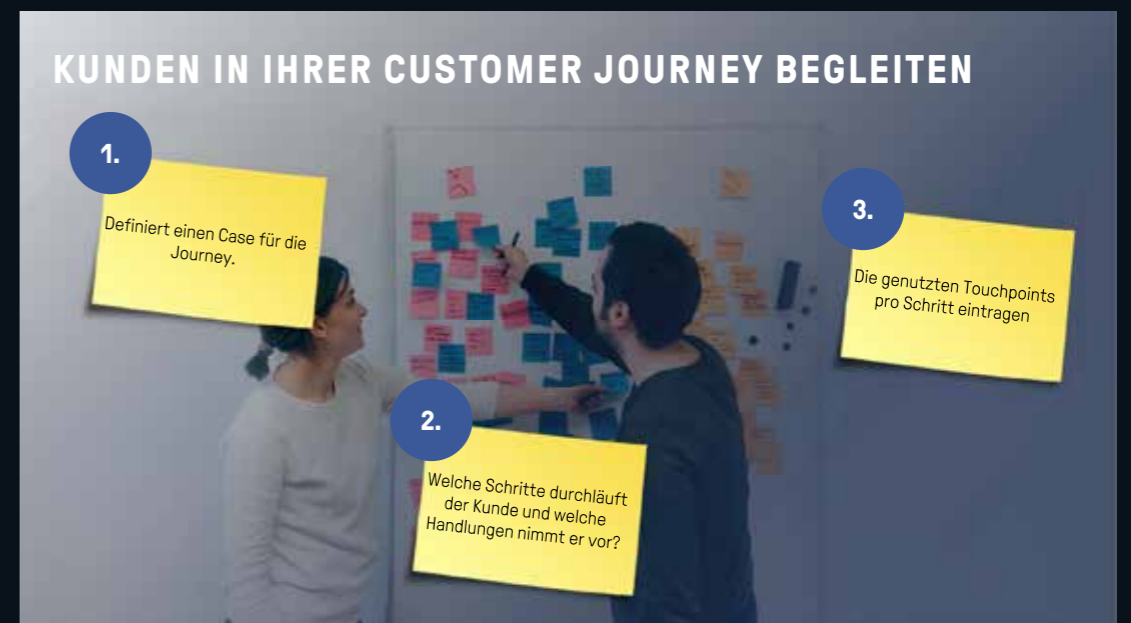 KUNDEN IN IHRER CUSTOMER JOURNEY BEGLEITEN
1.
Definiert einen Case für die
Journey.
2.
Welche Schritte durchläuft
der Kunde und welche
Handlungen nimmt er vor?
3.
Die genutzten Touchpoints
pro Schritt eintragen